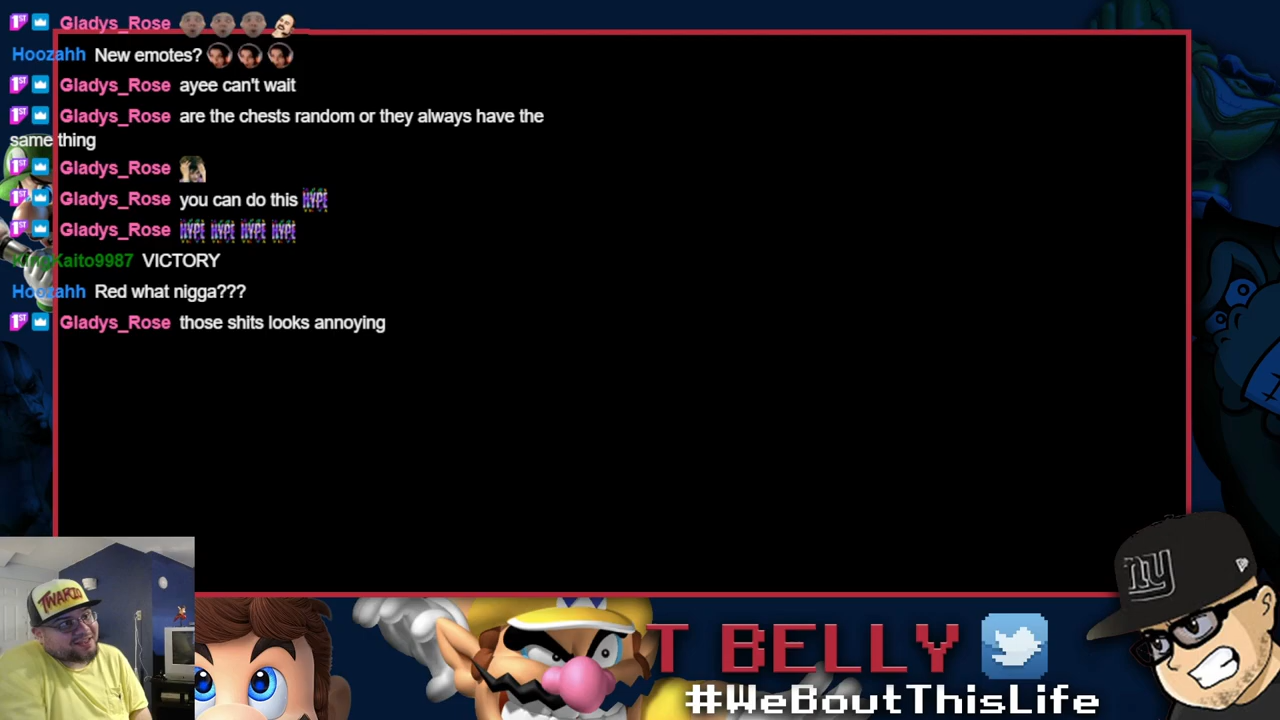 Gladys_Rose
Hoozahh New emotes?
Gladys_Rose ayee can't wait
Gladys_Rose are the chests random or they always have the
same thing
Gladys_Rose
Gladys_Rose you can do this HYPE
Gladys_Rose HYPE HYPE HYPE HYPE
KingKaito9987 VICTORY
Hoozahh Red what nigga???
Gladys_Rose those shits looks annoying
T BELLY
#WeBoutThisLife
ny